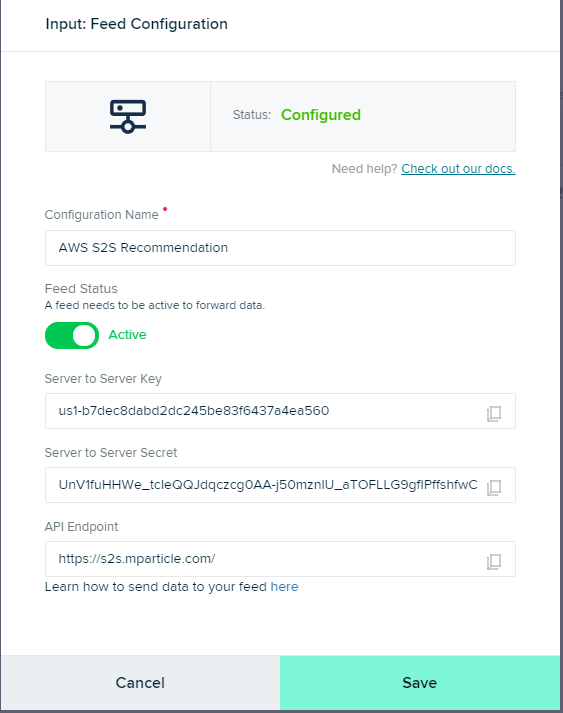 Input: Feed Configuration
Status: Configured
Need help? Check out our docs.
Configuration Name *
AWS S2S Recommendation
Feed Status
A feed needs to be active to forward data.
Active
Server to Server Key
us1-b7dec8dabd2dc245be83f6437a4ea560
Server to Server Secret
UnV1fuHHWe_tcIeQQJdqczcg0AA-j50mznIU_aTOFLLG9gfIPffshfwC
API Endpoint
https://s2s.mparticle.com/
Learn how to send data to your feed here
Cancel
Save